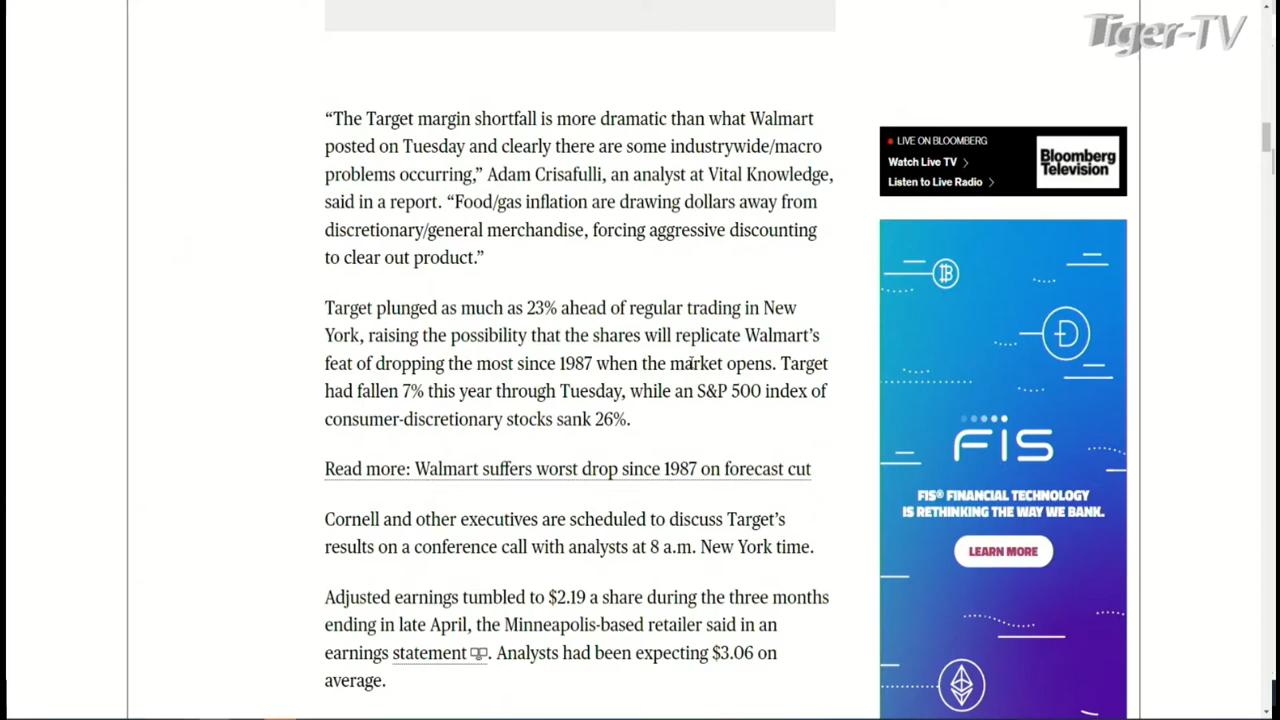 Tiger-TV
“The Target margin shortfall is more dramatic than what Walmart
posted on Tuesday and clearly there are some industrywide/macro
problems occurring,” Adam Crisafulli, an analyst at Vital Knowledge,
said in a report. “Food/gas inflation are drawing dollars away from
discretionary/general merchandise, forcing aggressive discounting
to clear out product.”
Target plunged as much as 23% ahead of regular trading in New
York, raising the possibility that the shares will replicate Walmart’s
feat of dropping the most since 1987 when the market opens. Target
had fallen 7% this year through Tuesday, while an S&P 500 index of
consumer-discretionary stocks sank 26%.
Read more: Walmart suffers worst drop since 1987 on forecast cut
Cornell and other executives are scheduled to discuss Target’s
results on a conference call with analysts at 8 a.m. New York time.
Adjusted earnings tumbled to $2.19 a share during the three months
ending in late April, the Minneapolis-based retailer said in an
earnings statement. Analysts had been expecting $3.06 on
average.
LIVE ON BLOOMBERG
Watch Live TV
Listen to Live Radio
Bloomberg
Television
FIS
FIS® FINANCIAL TECHNOLOGY
IS RETHINKING THE WAY WE BANK.
LEARN MORE